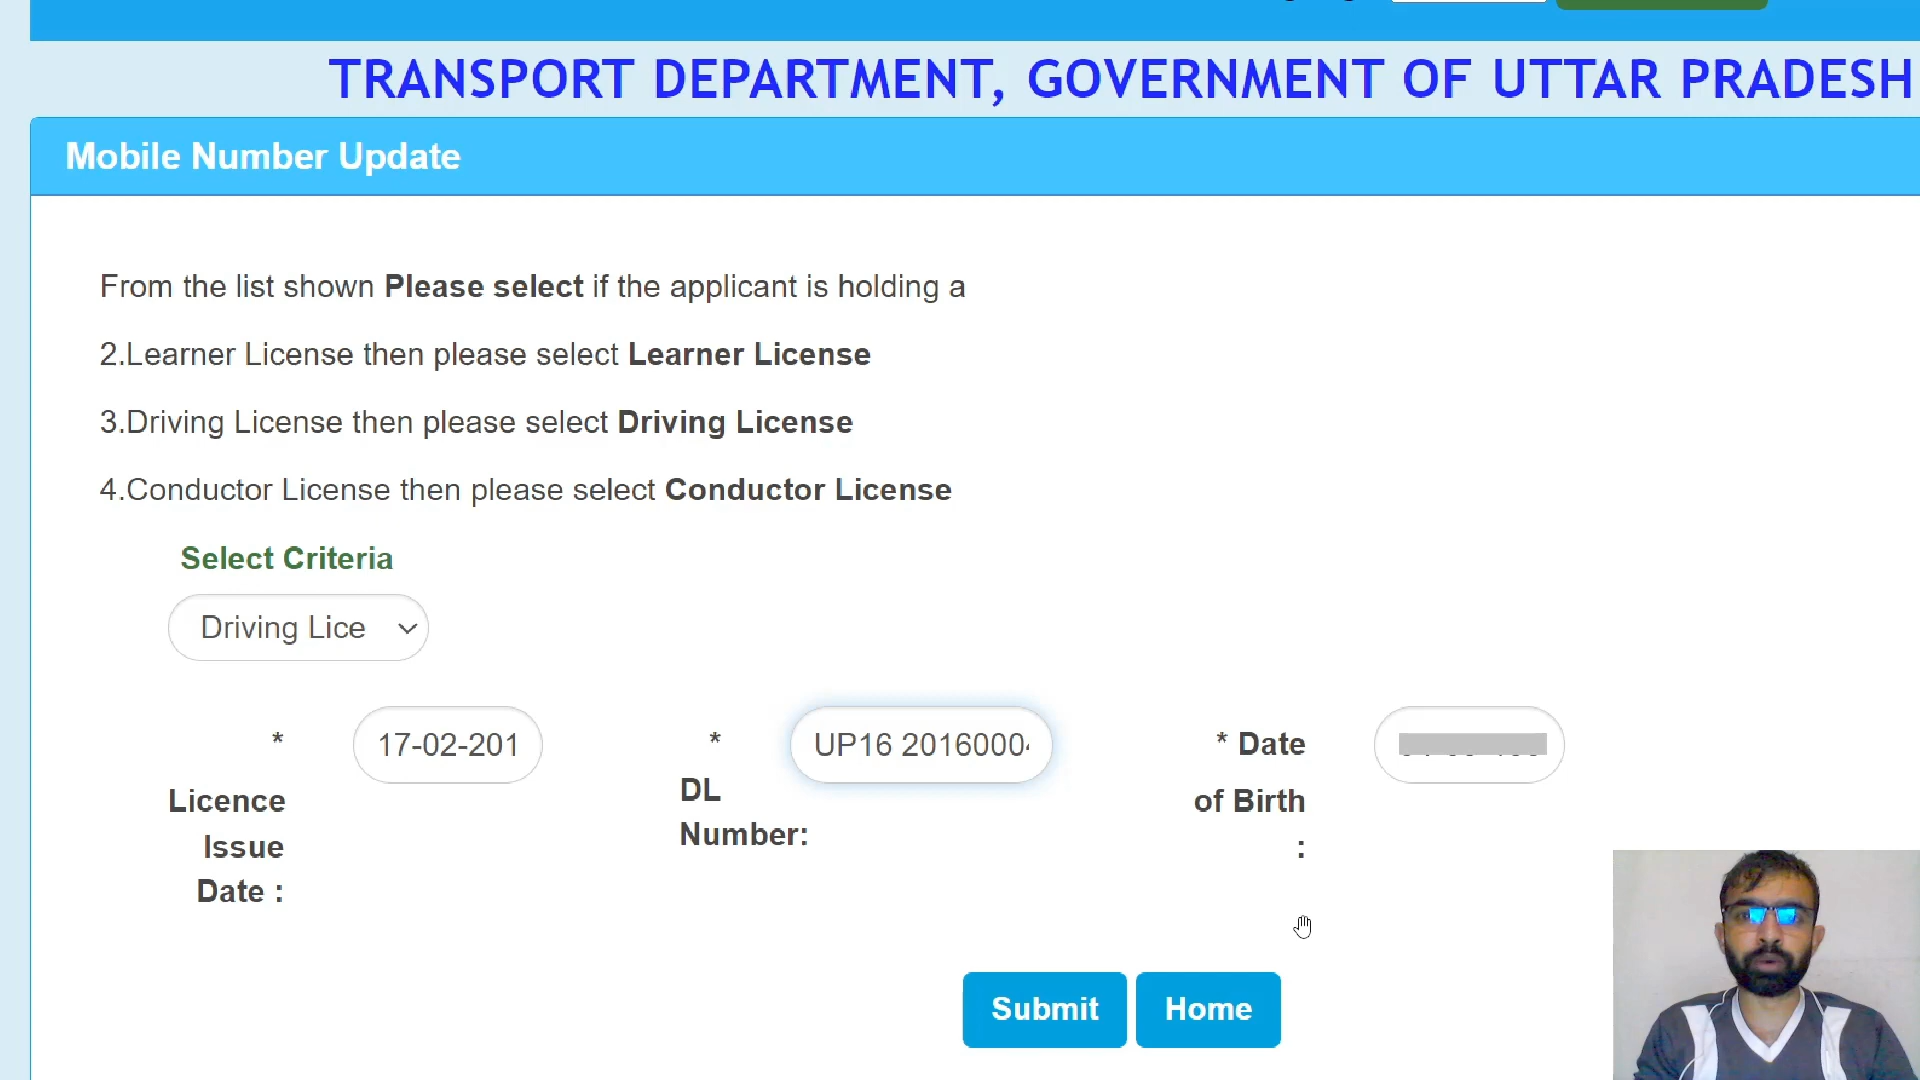 TRANSPORT DEPARTMENT, GOVERNMENT OF UTTAR PRADESH
Mobile Number Update
From the list shown Please select if the applicant is holding a
2.Learner License then please select Learner License
3.Driving License then please select Driving License
4.Conductor License then please select Conductor License
Select Criteria
Driving Lice
* Licence Issue Date :
17-02-201
* DL Number:
UP16 2016000
* Date of Birth :
Submit Home